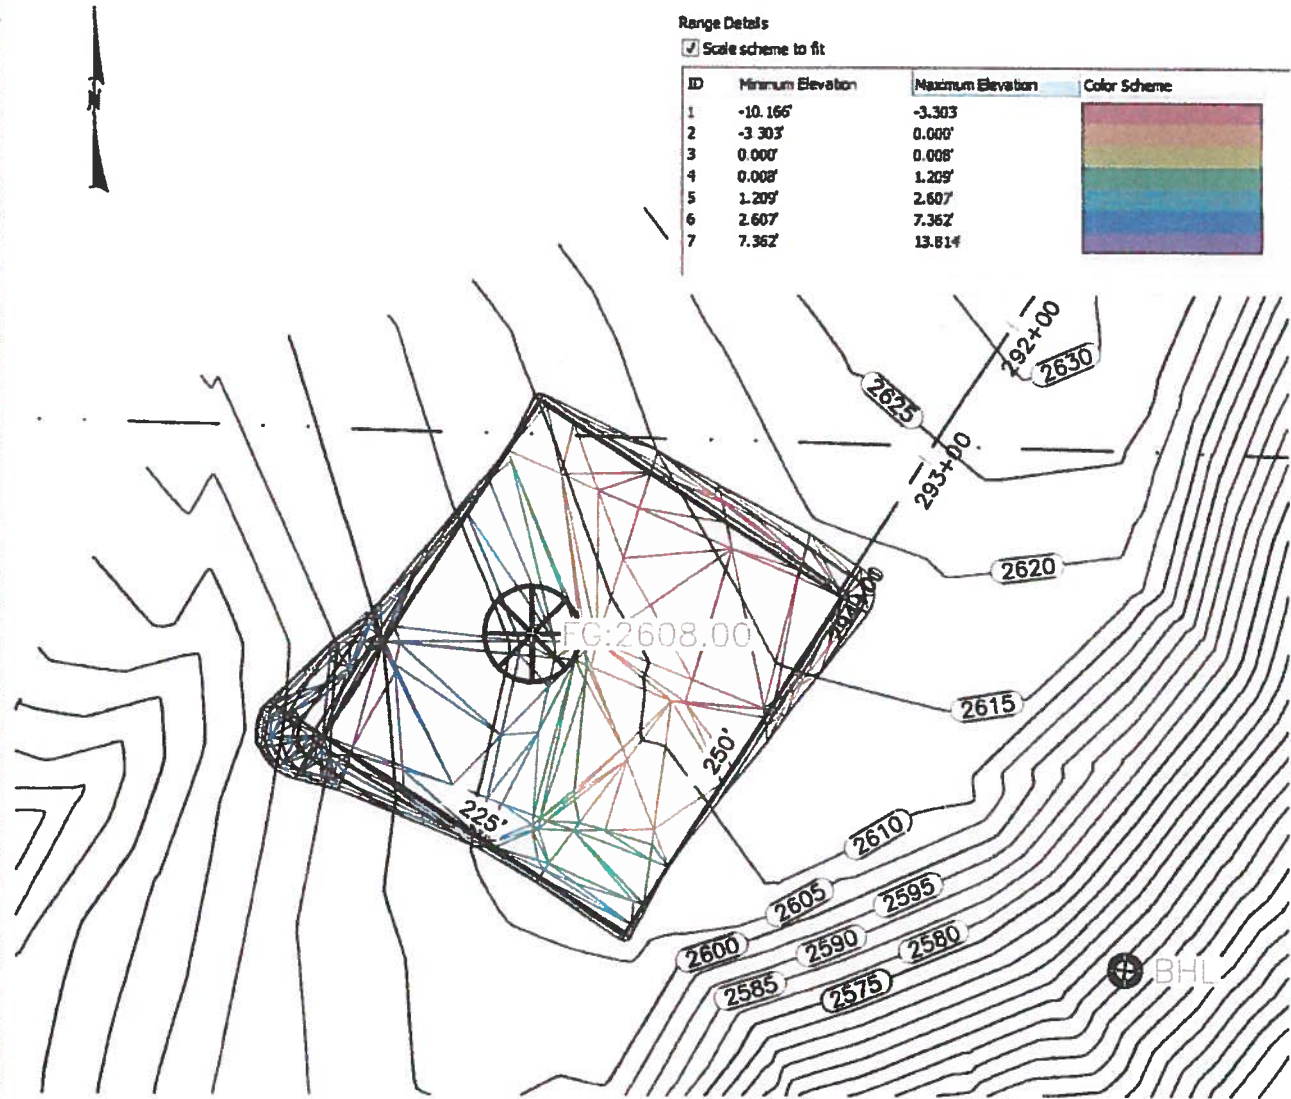 N
Range Details
Scale scheme to fit
ID Minimum Elevation Maximum Elevation Color Scheme
1 -10.166' -3.303
2 -3 303' 0.000'
3 0.000' 0.008'
4 0.008' 1.209'
5 1.209' 2.607'
6 2.607' 7.362'
7 7.362' 13.814'
292+00
2630
2625
293+00
2620
294+00
FG:2608.00
2615
250'
225'
2610
2605
2595
2600
2590
2580
2585
2575
BHL